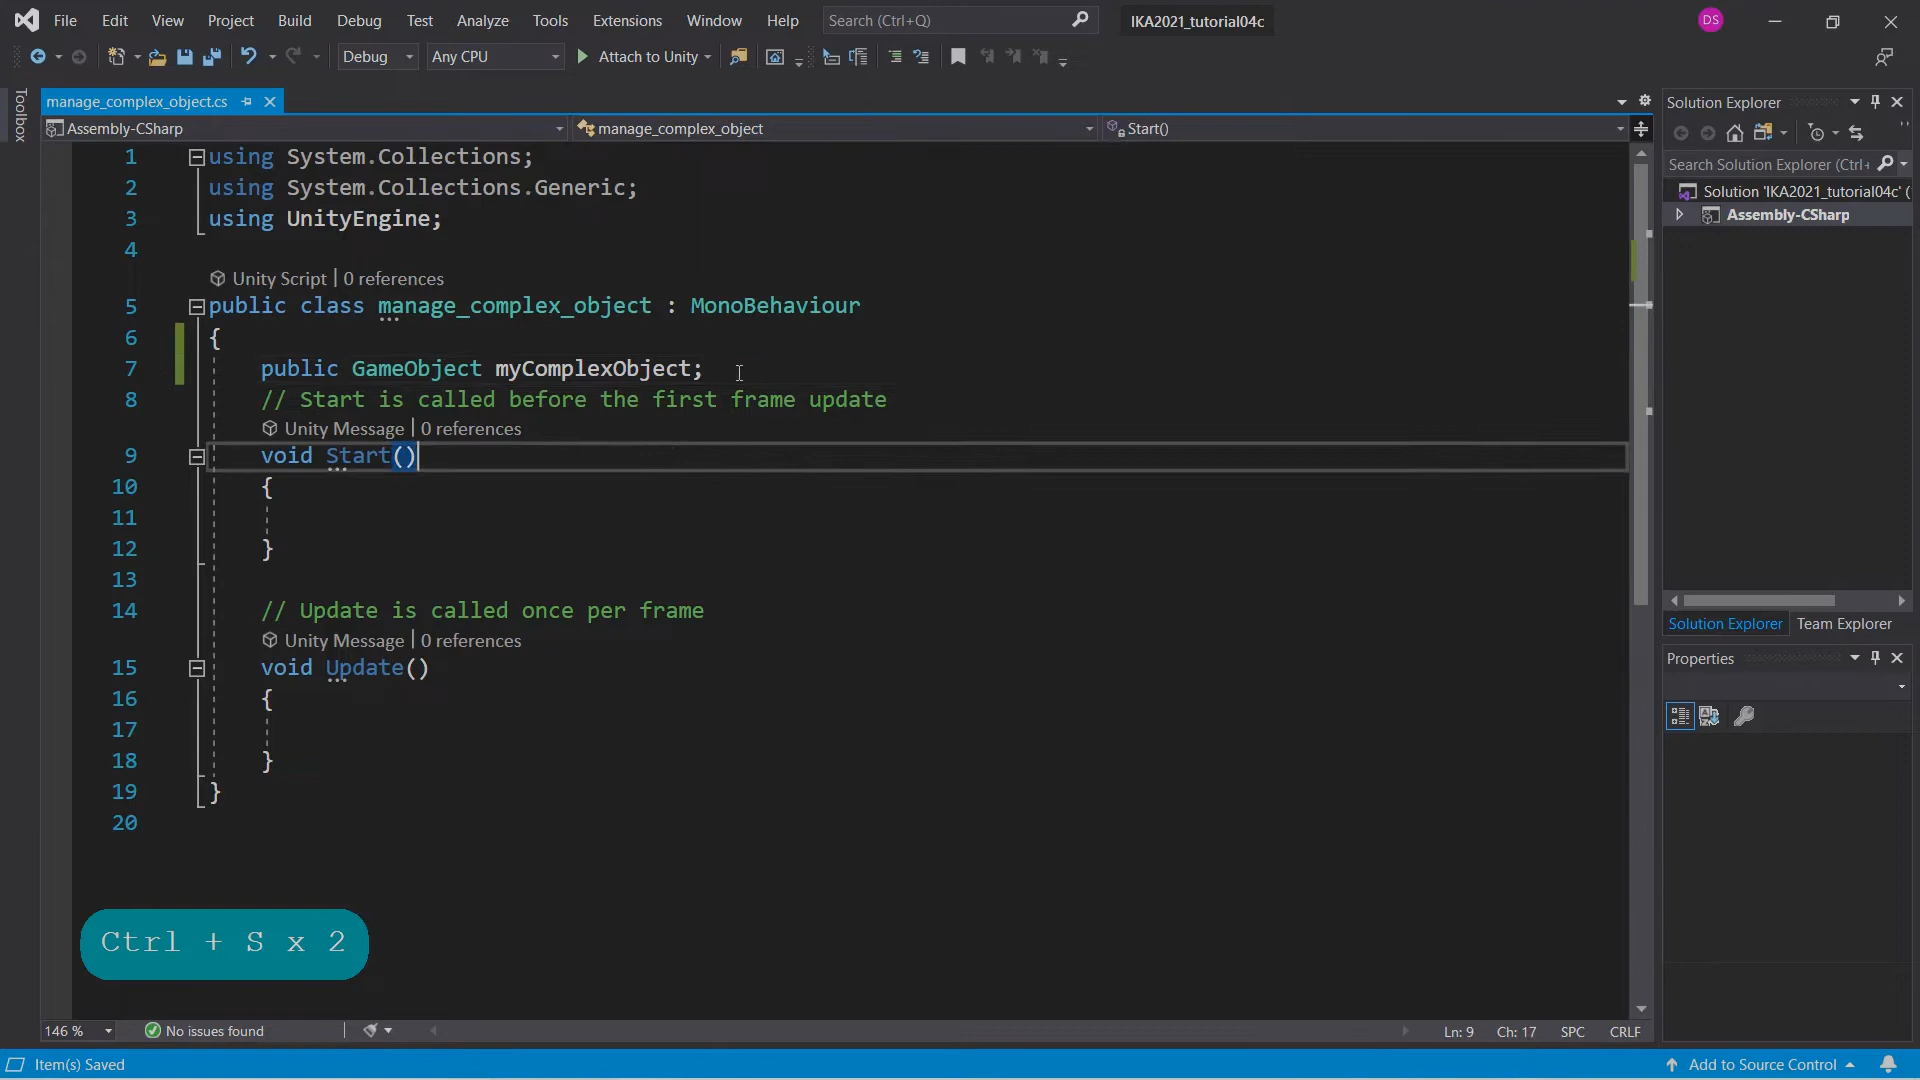 File Edit View Project Build Debug Test Analyze Tools Extensions Window Help Search (Ctrl+Q) IKA2021_tutorial04c DS
Debug Any CPU Attach to Unity
Toolbox
manage_complex_object.cs
Assembly-CSharp manage_complex_object Start()
1 using System.Collections;
2 using System.Collections.Generic;
3 using UnityEngine;
4
Unity Script | 0 references
5 public class manage_complex_object : MonoBehaviour
6 {
7 public GameObject myComplexObject;
8 // Start is called before the first frame update
Unity Message | 0 references
9 void Start()
10 {
11
12 }
13
14 // Update is called once per frame
Unity Message | 0 references
15 void Update()
16 {
17
18 }
19 }
20
Ctrl + S x 2
146 % No issues found Ln: 9 Ch: 17 SPC CRLF
Item(s) Saved Add to Source Control
Solution Explorer
Search Solution Explorer (Ctrl+
Solution 'IKA2021_tutorial04c' (
Assembly-CSharp
Solution Explorer Team Explorer
Properties